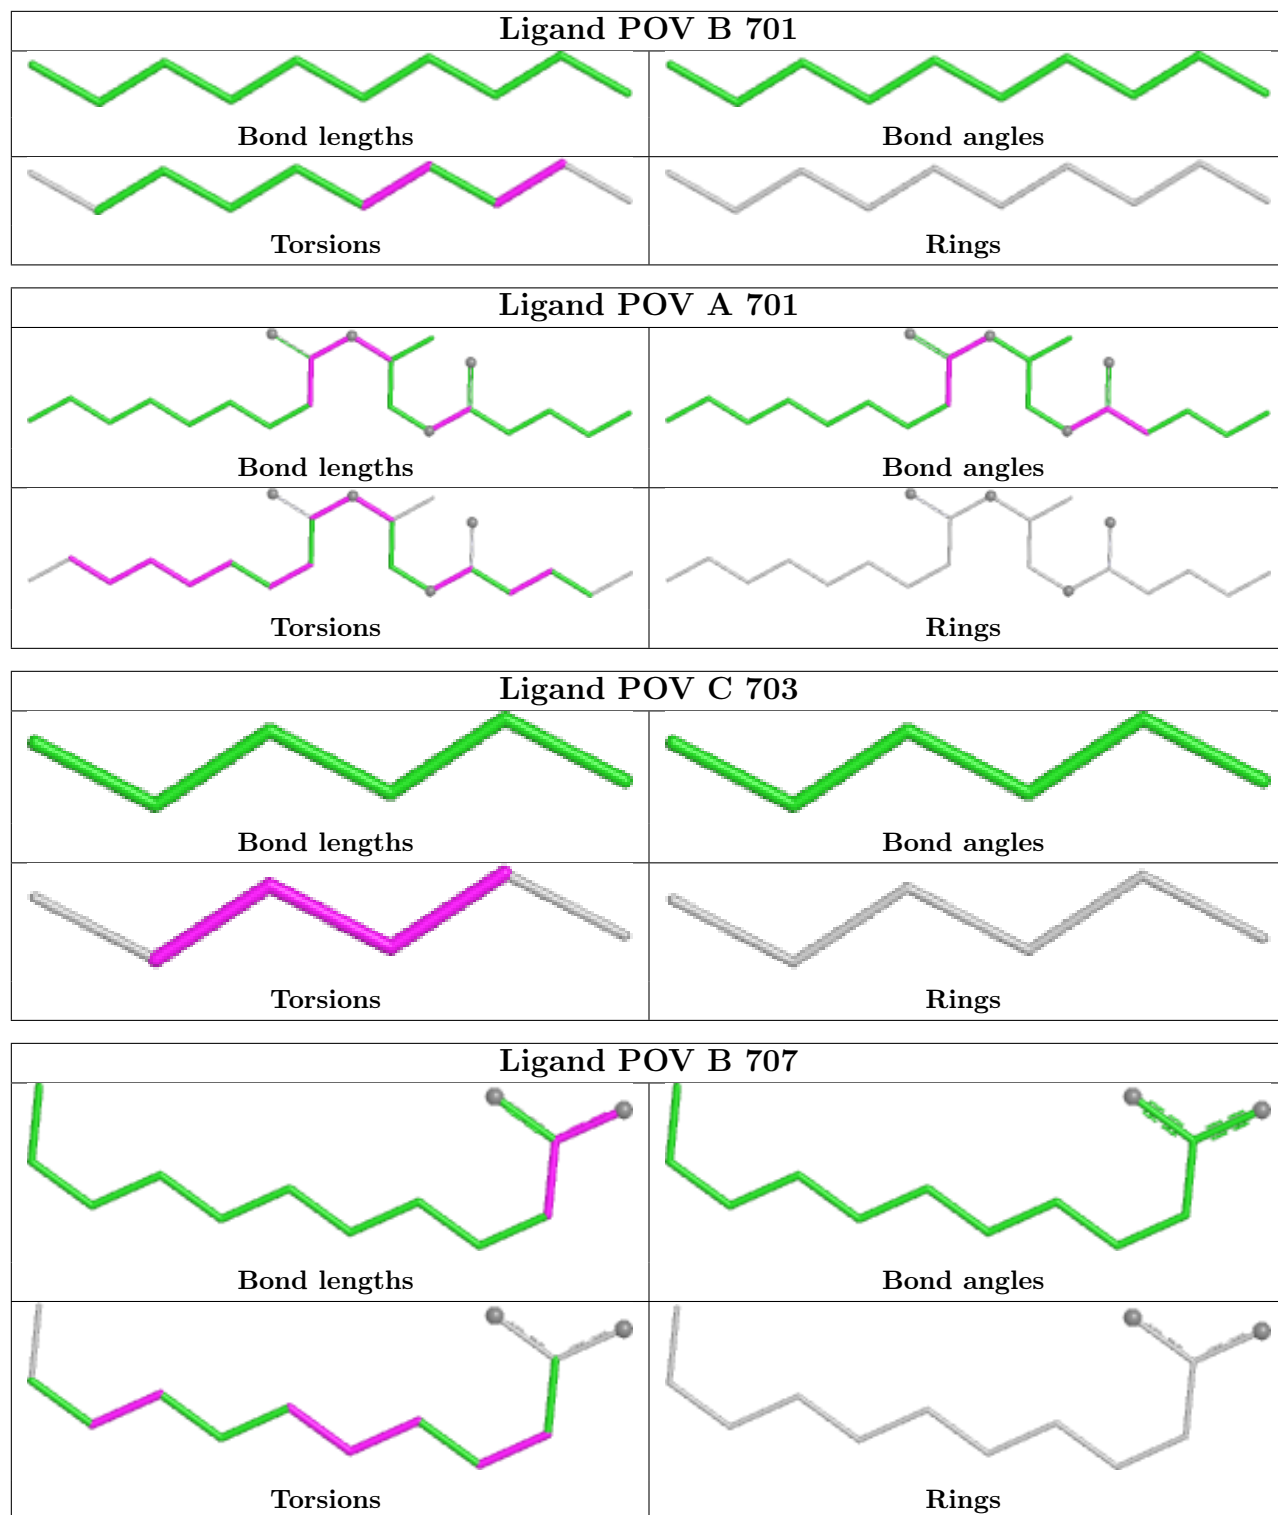 Ligand POV B 701
Bond lengths
Bond angles
Torsions
Rings
Ligand POV A 701
Bond lengths
Bond angles
Torsions
Rings
Ligand POV C 703
Bond lengths
Bond angles
Torsions
Rings
Ligand POV B 707
Bond lengths
Bond angles
Torsions
Rings